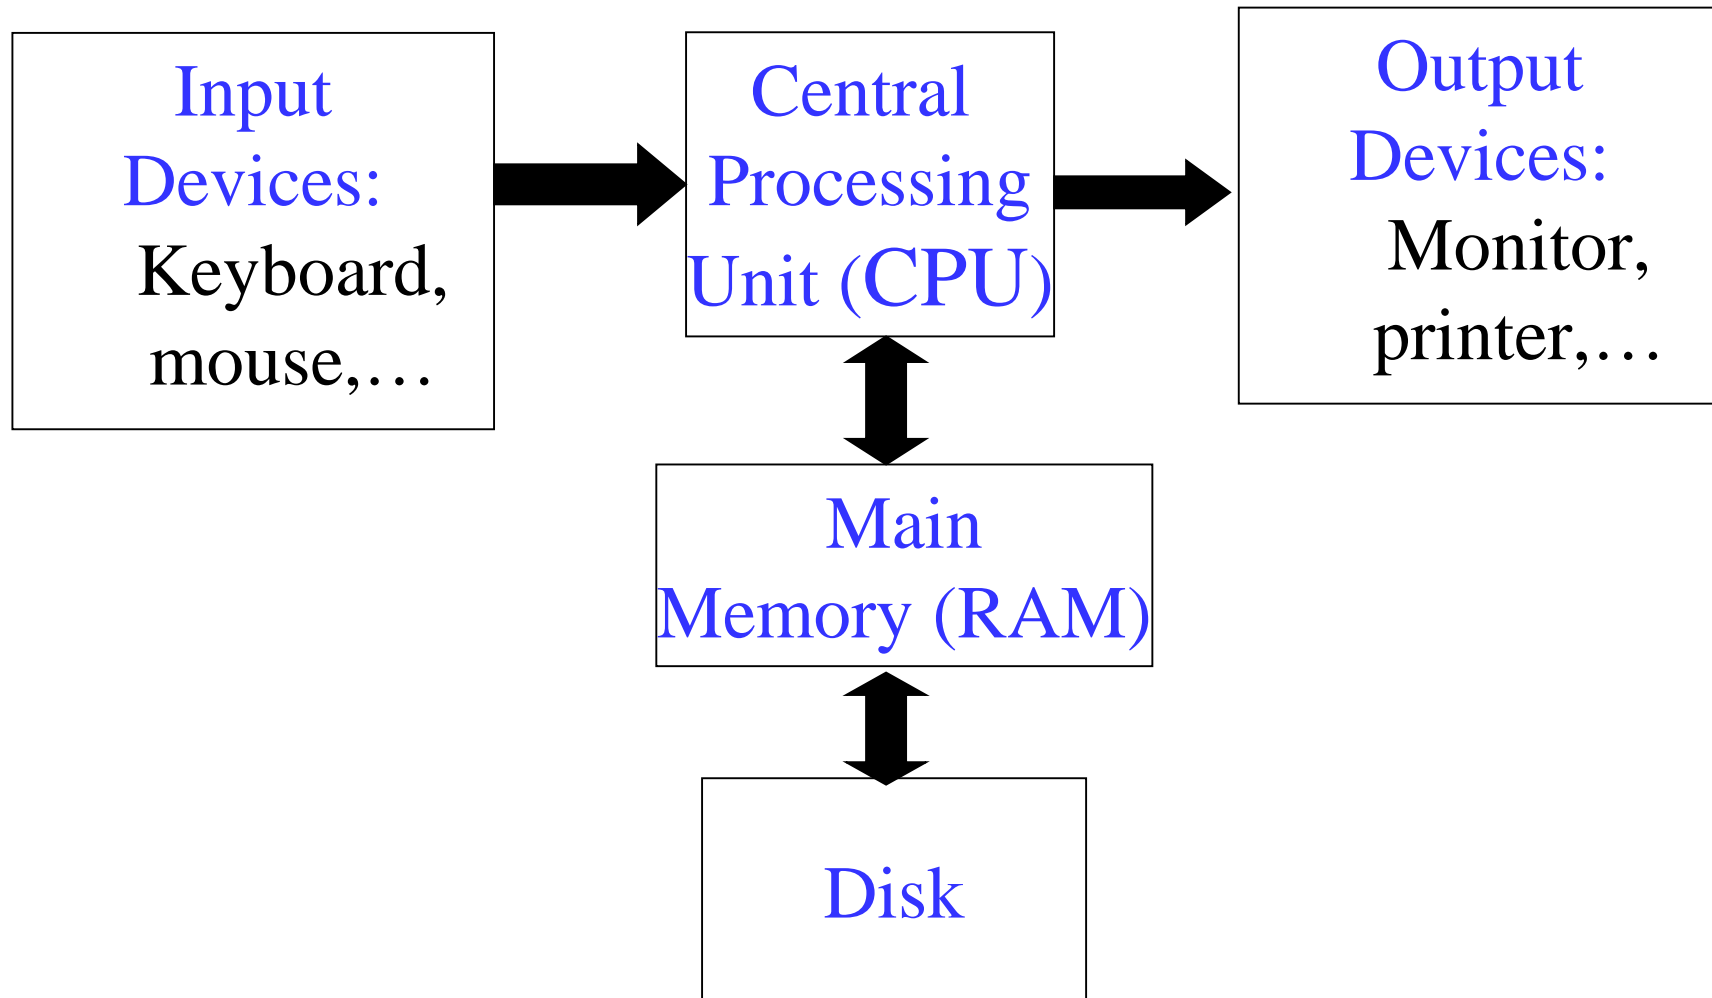 Input
Devices:
Keyboard,
mouse,…
Central
Processing
Unit (CPU)
Output
Devices:
Monitor,
printer,…
Main
Memory (RAM)
Disk